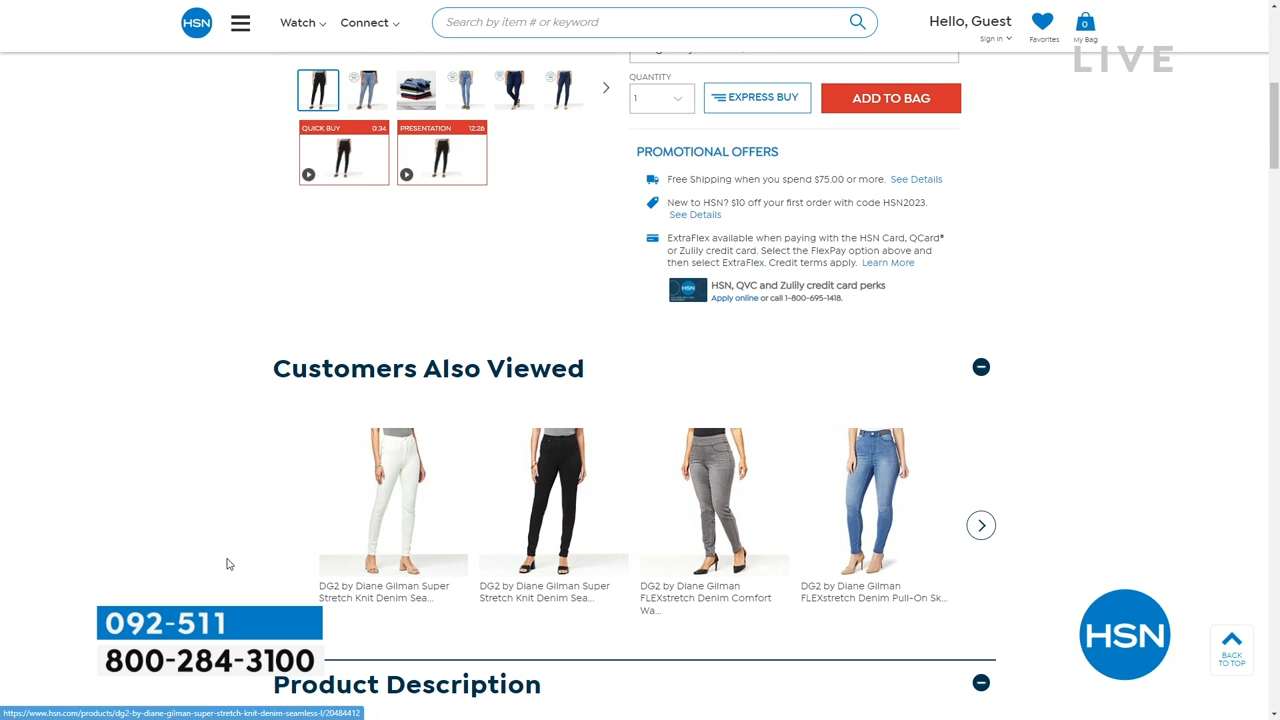 HSN
Watch
Connect
Search by item # or keyword
Hello, Guest
Sign In
Favorites
0
My Bag
LIVE
QUANTITY
1
EXPRESS BUY
ADD TO BAG
QUICK BUY 0:34
PRESENTATION 12:26
PROMOTIONAL OFFERS
Free Shipping when you spend $75.00 or more. See Details
New to HSN? $10 off your first order with code HSN2023.
See Details
ExtraFlex available when paying with the HSN Card, QCard®
or Zulily credit card. Select the FlexPay option above and
then select ExtraFlex. Credit terms apply. Learn More
HSN
HSN, QVC and Zulily credit card perks
Apply online or call 1-800-695-1418.
Customers Also Viewed
DG2 by Diane Gilman Super
Stretch Knit Denim Sea...
DG2 by Diane Gilman Super
Stretch Knit Denim Sea...
DG2 by Diane Gilman
FLEXstretch Denim Comfort
Wa...
DG2 by Diane Gilman
FLEXstretch Denim Pull-On Sk...
092-511
800-284-3100
HSN
BACK
TO TOP
Product Description
https://www.hsn.com/products/dg2-by-diane-gilman-super-stretch-knit-denim-seamless-l/20484412